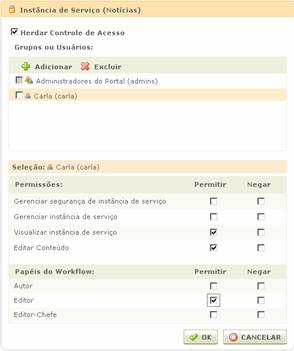 Instância de Serviço (Notícias)
Herdar Controle de Acesso
Grupos ou Usuários:
Adicionar Excluir
Administradores do Portal (admins)
Carla (carla)
Seleção: Carla (carla)
Permissões: Permitir Negar
Gerenciar segurança de instância de serviço
Gerenciar instância de serviço
Visualizar instância de serviço
Editar Conteúdo
Papéis do Workflow: Permitir Negar
Autor
Editor
Editor-Chefe
OK CANCELAR